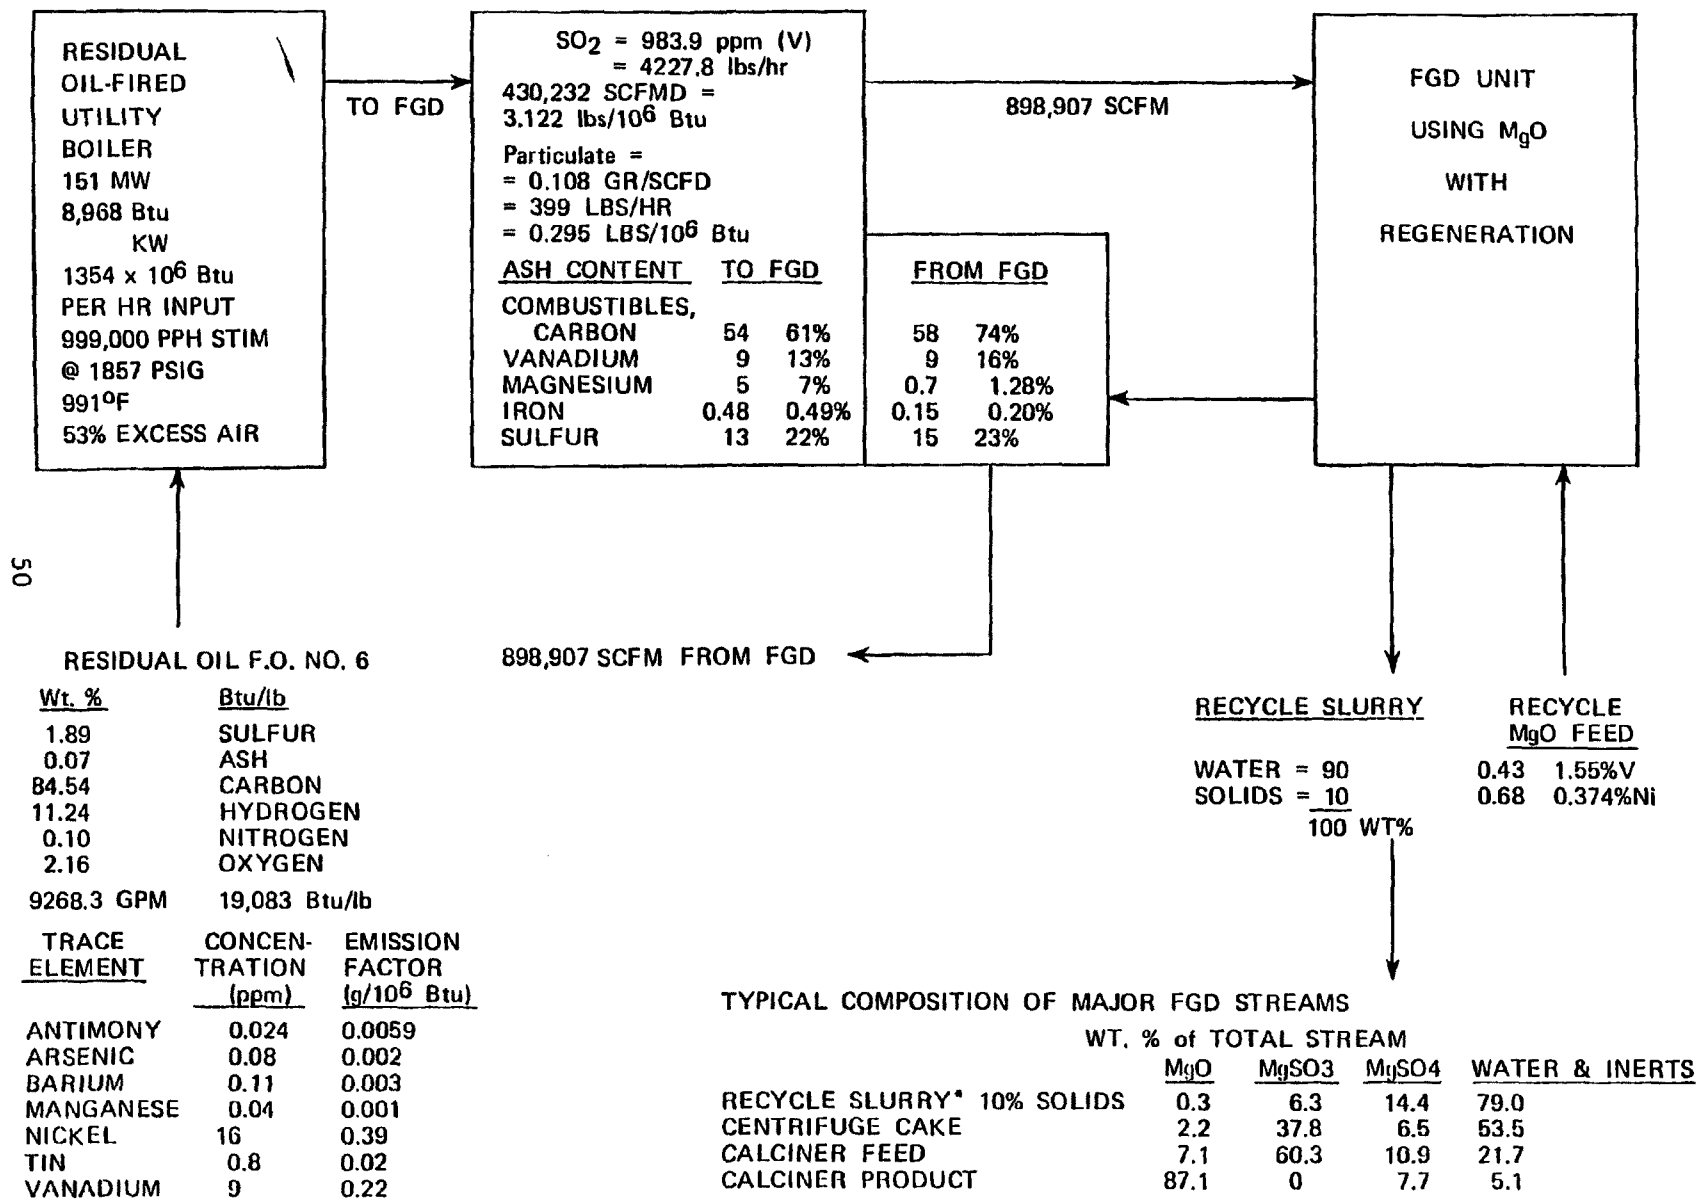 RESIDUAL
OIL-FIRED
UTILITY
BOILER
151 MW
8,968 Btu
KW
1354 x 10⁶ Btu
PER HR INPUT
999,000 PPH STIM
@ 1857 PSIG
991ºF
53% EXCESS AIR
TO FGD
SO₂ = 983.9 ppm (V)
= 4227.8 lbs/hr
430,232 SCFMD =
3.122 lbs/10⁶ Btu
Particulate =
= 0.108 GR/SCFD
= 399 LBS/HR
= 0.295 LBS/10⁶ Btu
ASH CONTENT TO FGD FROM FGD
COMBUSTIBLES,
CARBON 54 61% 58 74%
VANADIUM 9 13% 9 16%
MAGNESIUM 5 7% 0.7 1.28%
IRON 0.48 0.49% 0.15 0.20%
SULFUR 13 22% 15 23%
898,907 SCFM
FGD UNIT
USING MgO
WITH
REGENERATION
50
RESIDUAL OIL F.O. NO. 6
Wt. % Btu/lb
1.89 SULFUR
0.07 ASH
84.54 CARBON
11.24 HYDROGEN
0.10 NITROGEN
2.16 OXYGEN
9268.3 GPM 19,083 Btu/lb
TRACE CONCEN- EMISSION
ELEMENT TRATION FACTOR
(ppm) (g/10⁶ Btu)
ANTIMONY 0.024 0.0059
ARSENIC 0.08 0.002
BARIUM 0.11 0.003
MANGANESE 0.04 0.001
NICKEL 16 0.39
TIN 0.8 0.02
VANADIUM 9 0.22
898,907 SCFM FROM FGD
RECYCLE SLURRY
WATER = 90
SOLIDS = 10
100 WT%
RECYCLE
MgO FEED
0.43 1.55%V
0.68 0.374%Ni
TYPICAL COMPOSITION OF MAJOR FGD STREAMS
WT. % of TOTAL STREAM
MgO MgSO3 MgSO4 WATER & INERTS
RECYCLE SLURRY* 10% SOLIDS 0.3 6.3 14.4 79.0
CENTRIFUGE CAKE 2.2 37.8 6.5 53.5
CALCINER FEED 7.1 60.3 10.9 21.7
CALCINER PRODUCT 87.1 0 7.7 5.1